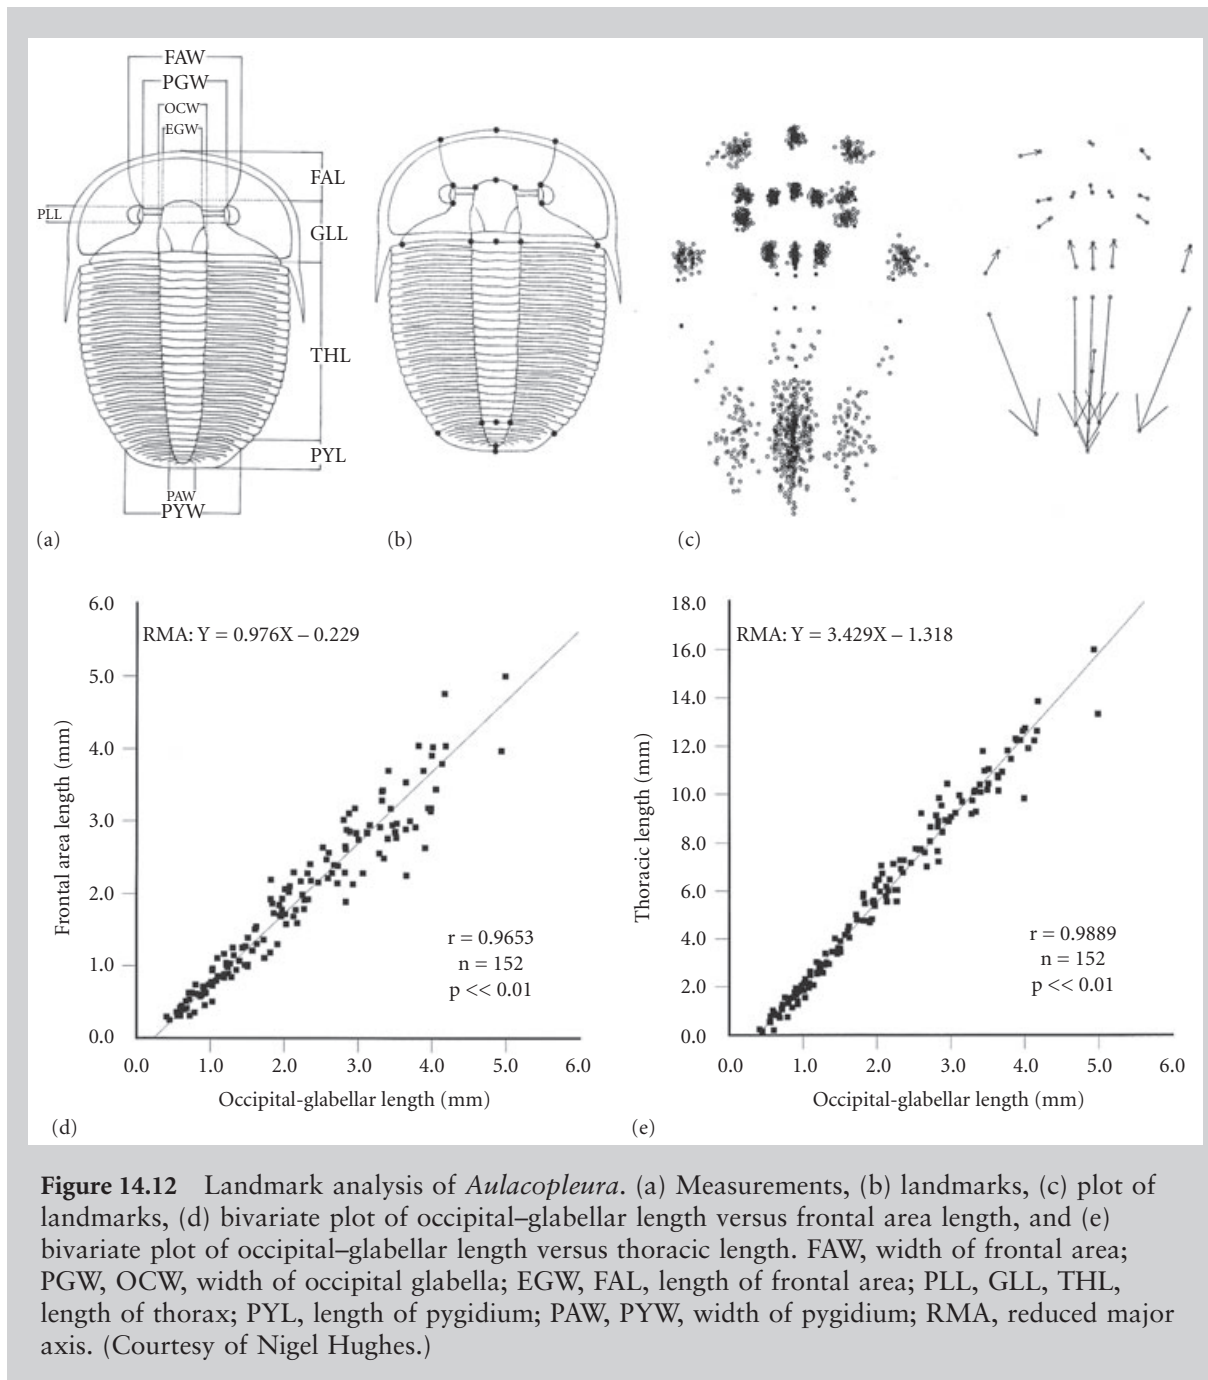 FAW
PGW
OCW
EGW
FAL
PLL
GLL
THL
PYL
PAW
PYW
(a)
(b)
(c)
6.0
5.0
4.0
3.0
2.0
1.0
0.0
Frontal area length (mm)
RMA: Y = 0.976X – 0.229
r = 0.9653
n = 152
p << 0.01
0.0 1.0 2.0 3.0 4.0 5.0 6.0
Occipital-glabellar length (mm)
(d)
18.0
16.0
14.0
12.0
10.0
8.0
6.0
4.0
2.0
0.0
Thoracic length (mm)
RMA: Y = 3.429X – 1.318
r = 0.9889
n = 152
p << 0.01
0.0 1.0 2.0 3.0 4.0 5.0 6.0
Occipital-glabellar length (mm)
(e)
Figure 14.12 Landmark analysis of Aulacopleura. (a) Measurements, (b) landmarks, (c) plot of
landmarks, (d) bivariate plot of occipital–glabellar length versus frontal area length, and (e)
bivariate plot of occipital–glabellar length versus thoracic length. FAW, width of frontal area;
PGW, OCW, width of occipital glabella; EGW, FAL, length of frontal area; PLL, GLL, THL,
length of thorax; PYL, length of pygidium; PAW, PYW, width of pygidium; RMA, reduced major
axis. (Courtesy of Nigel Hughes.)